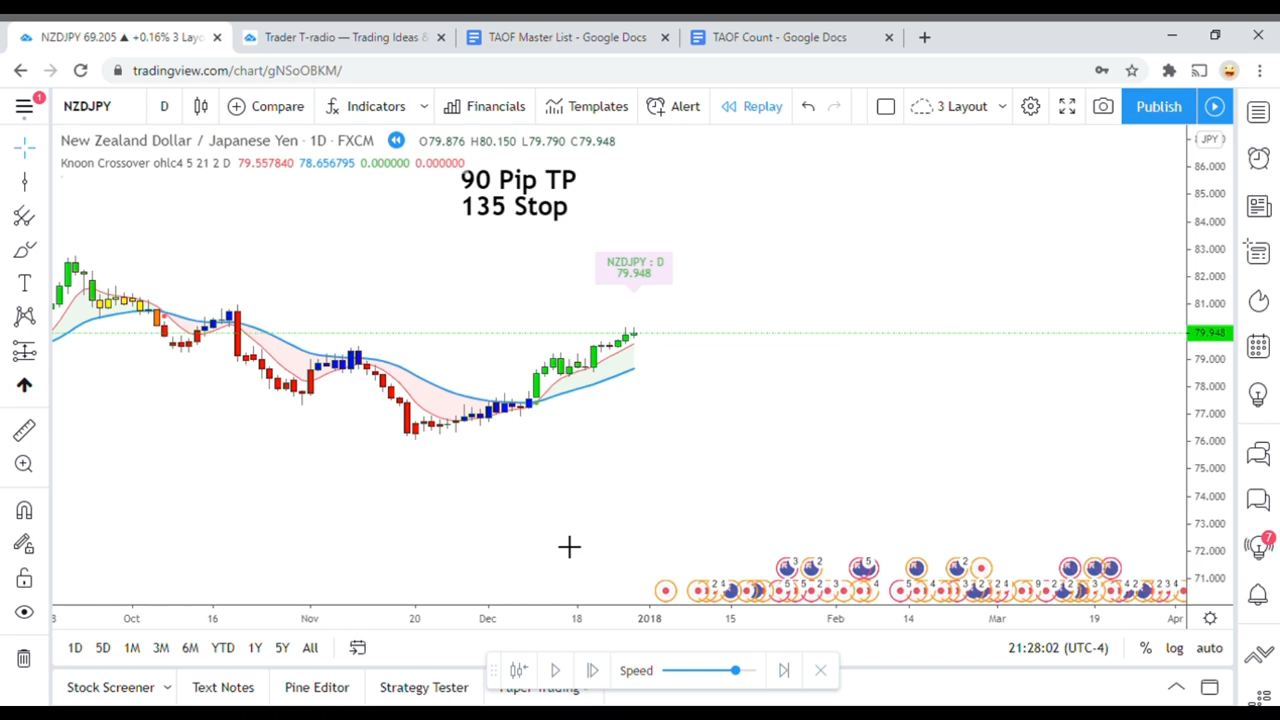 NZDJPY 69.205 ▲ +0.16% 3 Layo
Trader T-radio — Trading Ideas &
TAOF Master List - Google Docs
TAOF Count - Google Docs
tradingview.com/chart/gNSoOBKM/
1
NZDJPY D Compare Indicators Financials Templates Alert Replay 3 Layout Publish
New Zealand Dollar / Japanese Yen · 1D · FXCM O79.876 H80.150 L79.790 C79.948
JPY
Knoon Crossover ohlc4 5 21 2 D 79.557840 78.656795 0.000000 0.000000
90 Pip TP
135 Stop
NZDJPY : D
79.948
86.000
85.000
84.000
83.000
82.000
81.000
79.948
79.000
78.000
77.000
76.000
75.000
74.000
73.000
72.000
71.000
7
Oct 16 Nov 20 Dec 18 2018 15 Feb 14 Mar 19 Apr
1D 5D 1M 3M 6M YTD 1Y 5Y All
21:28:02 (UTC-4) % log auto
Speed
Stock Screener Text Notes Pine Editor Strategy Tester